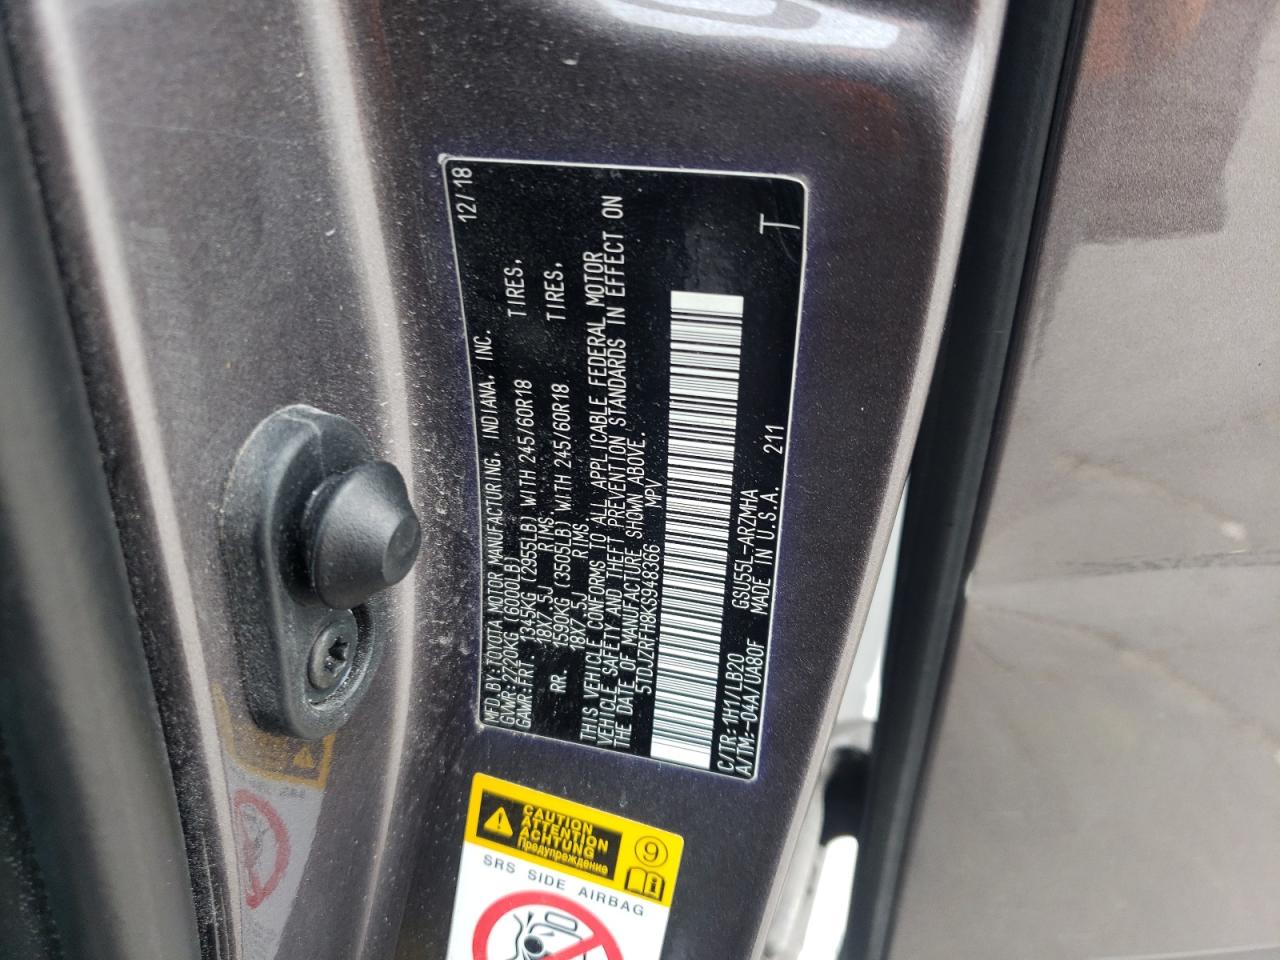 MFD.BY:TOYOTA MOTOR MANUFACTURING, INDIANA, INC. 12/18
GVWR:2720KG (6000LB)
GAWR:FRT 1345KG (2955LB) WITH 245/60R18 TIRES,
18X7.5J RIMS
RR. 1590KG (3505LB) WITH 245/60R18 TIRES,
18X7.5J RIMS.
THIS VEHICLE CONFORMS TO ALL APPLICABLE FEDERAL MOTOR
VEHICLE SAFETY AND THEFT PREVENTION STANDARDS IN EFFECT ON
THE DATE OF MANUFACTURE SHOWN ABOVE.
5TDJZRFH8KS948366 MPV
C/TR:1H1/LB20 GSU55L-ARZMHA T
A/TM:-04A/UA80F MADE IN U.S.A. 211
CAUTION
ATTENTION
ACHTUNG
Предупреждение
9
i
SRS SIDE AIRBAG